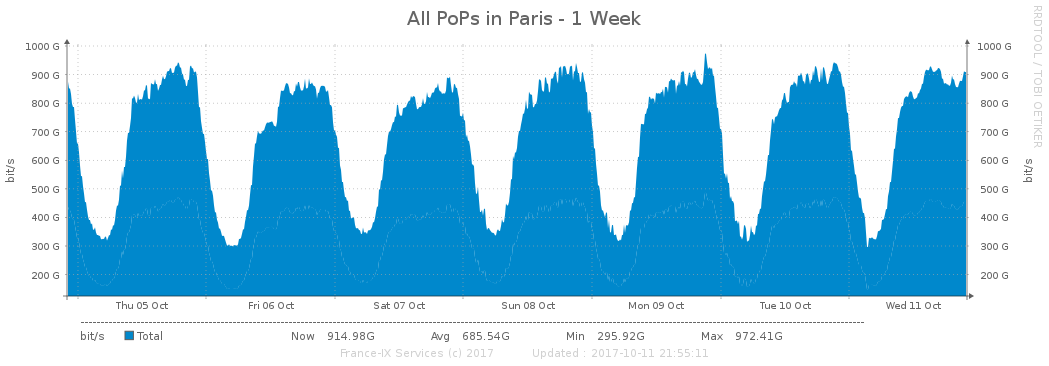 All PoPs in Paris - 1 Week
RRDTOOL / TOBI OETIKER
1000 G 1000 G
900 G 900 G
800 G 800 G
700 G 700 G
600 G 600 G
500 G 500 G
400 G 400 G
300 G 300 G
200 G 200 G
bit/s bit/s
Thu 05 Oct Fri 06 Oct Sat 07 Oct Sun 08 Oct Mon 09 Oct Tue 10 Oct Wed 11 Oct
bit/s Total Now 914.98G Avg 685.54G Min 295.92G Max 972.41G
France-IX Services (c) 2017 Updated : 2017-10-11 21:55:11